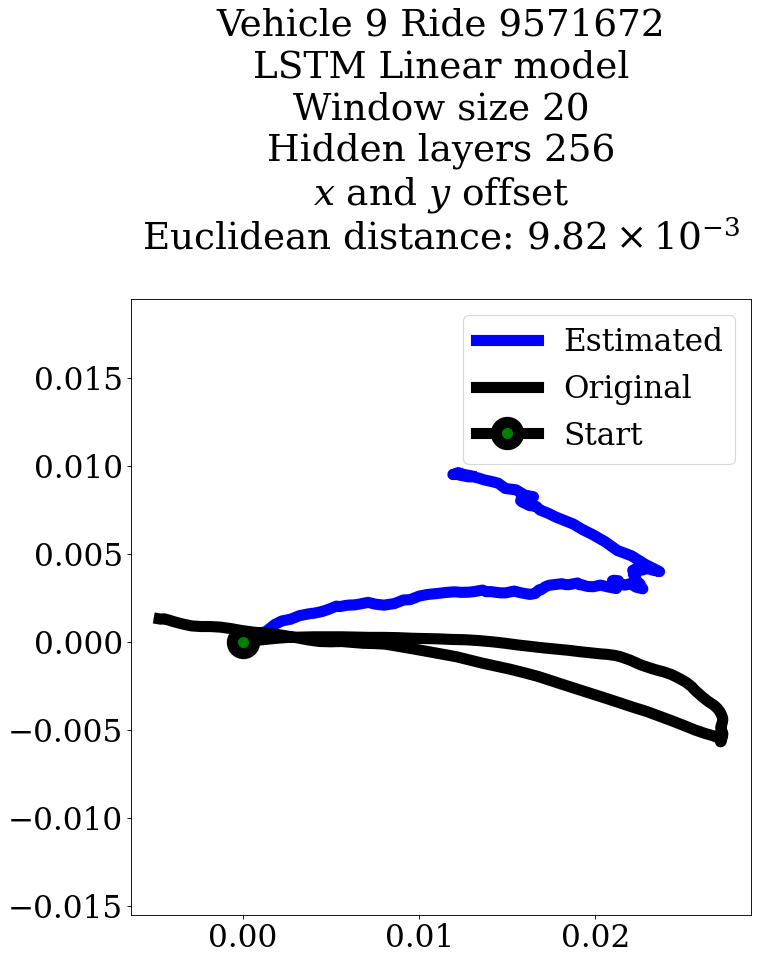 Vehicle 9 Ride 9571672
LSTM Linear model
Window size 20
Hidden layers 256
x and y offset
Euclidean distance: 9.82 × 10⁻³
Estimated
Original
Start
0.015
0.010
0.005
0.000
−0.005
−0.010
−0.015
0.00 0.01 0.02